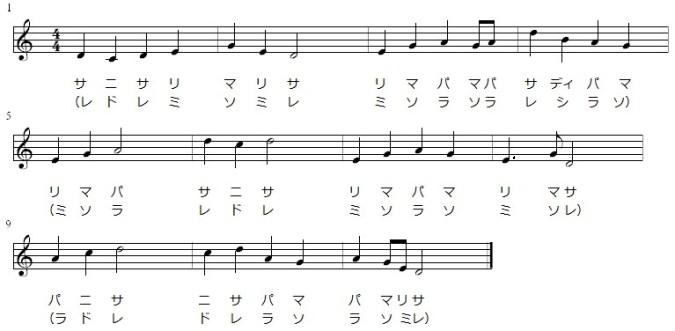 1
4
4
サ ニ サ リ マ リ サ リ マ パ マパ サ ディ パ マ
（レ ド レ ミ ソ ミ レ ミ ソ ラ ソラ レ シ ラ ソ）
5
リ マ パ サ ニ サ リ マ パ マ リ マ サ
（ミ ソ ラ レ ド レ ミ ソ ラ ソ ミ ソ レ）
9
パ ニ サ ニ サ パ マ パ マリ サ
（ラ ド レ ド レ ラ ソ ラ ソ ミレ）